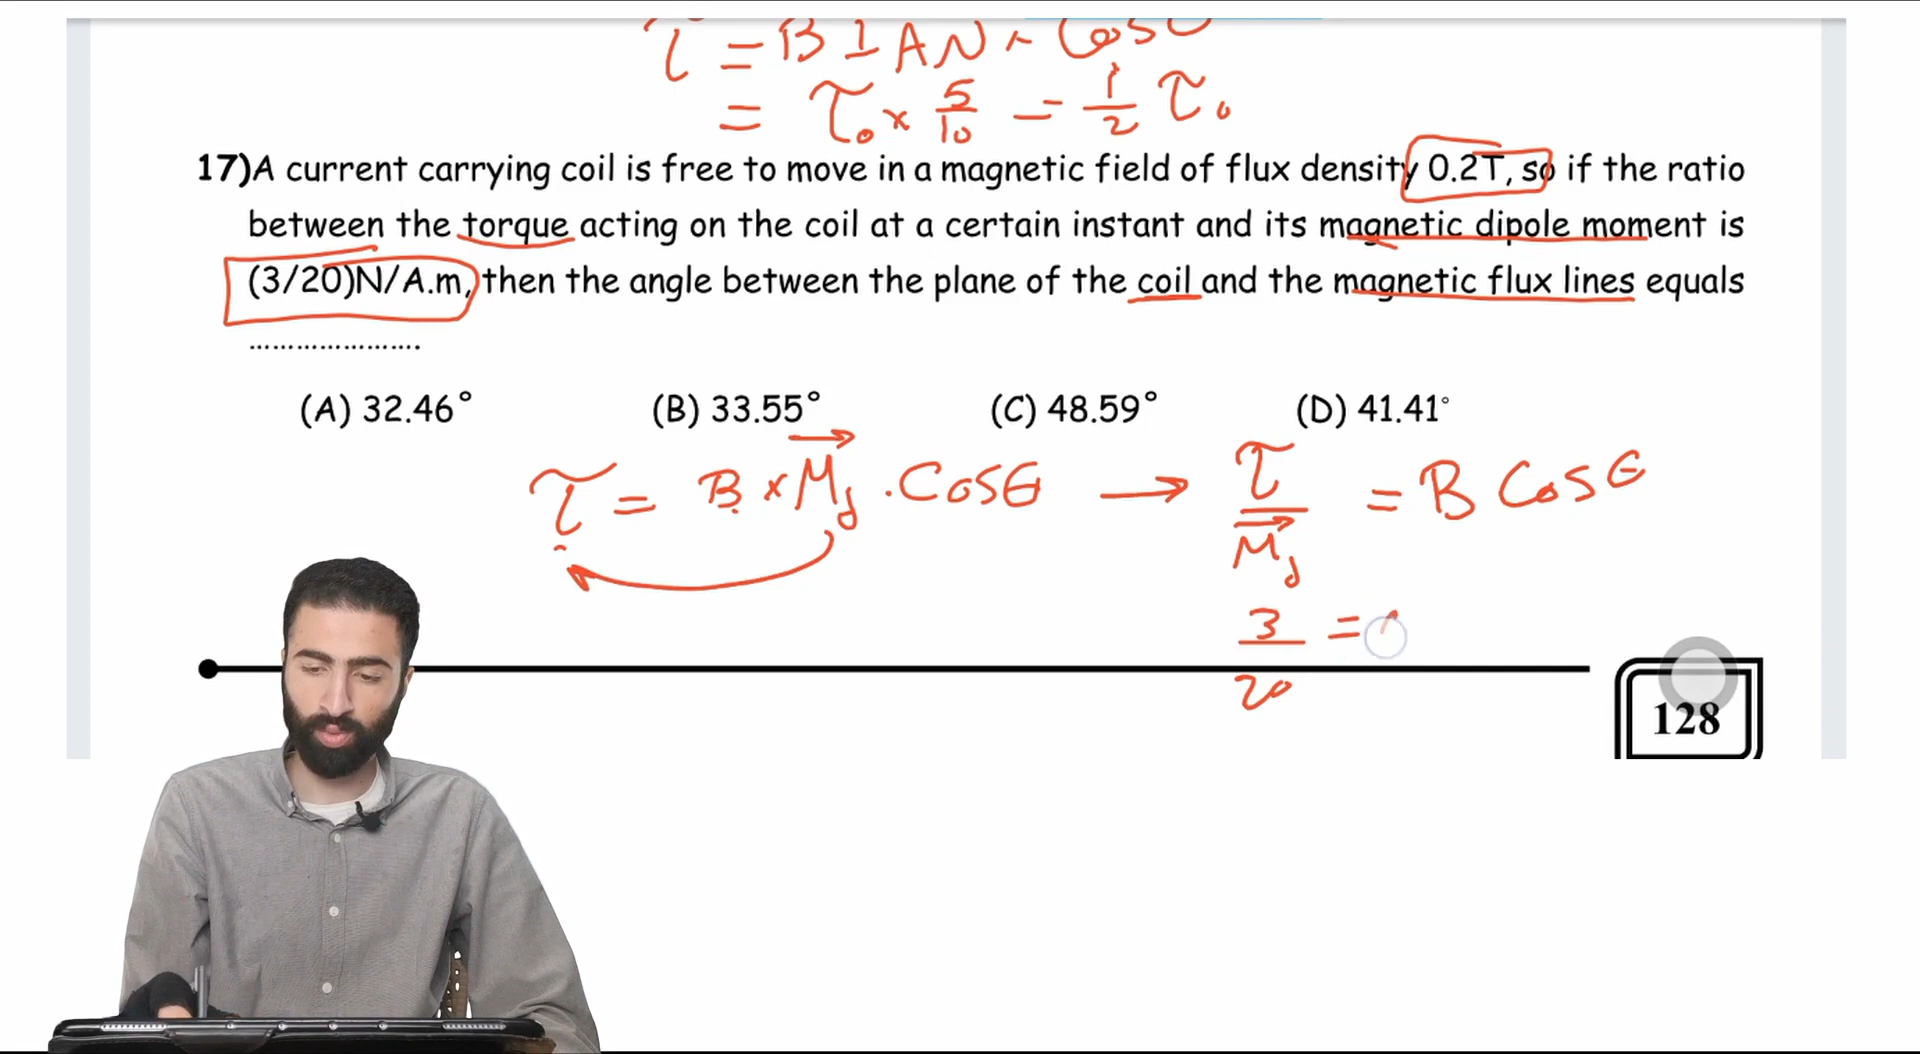 τ = B I A N × Cosθ
= τ₀ × 5/10 = 1/2 τ₀
17)A current carrying coil is free to move in a magnetic field of flux density 0.2T, so if the ratio
between the torque acting on the coil at a certain instant and its magnetic dipole moment is
(3/20)N/A.m, then the angle between the plane of the coil and the magnetic flux lines equals
......................
(A) 32.46° (B) 33.55° (C) 48.59° (D) 41.41°
τ = B × M⃗d . Cosθ → τ/M⃗d = B Cosθ
3/20 =
128